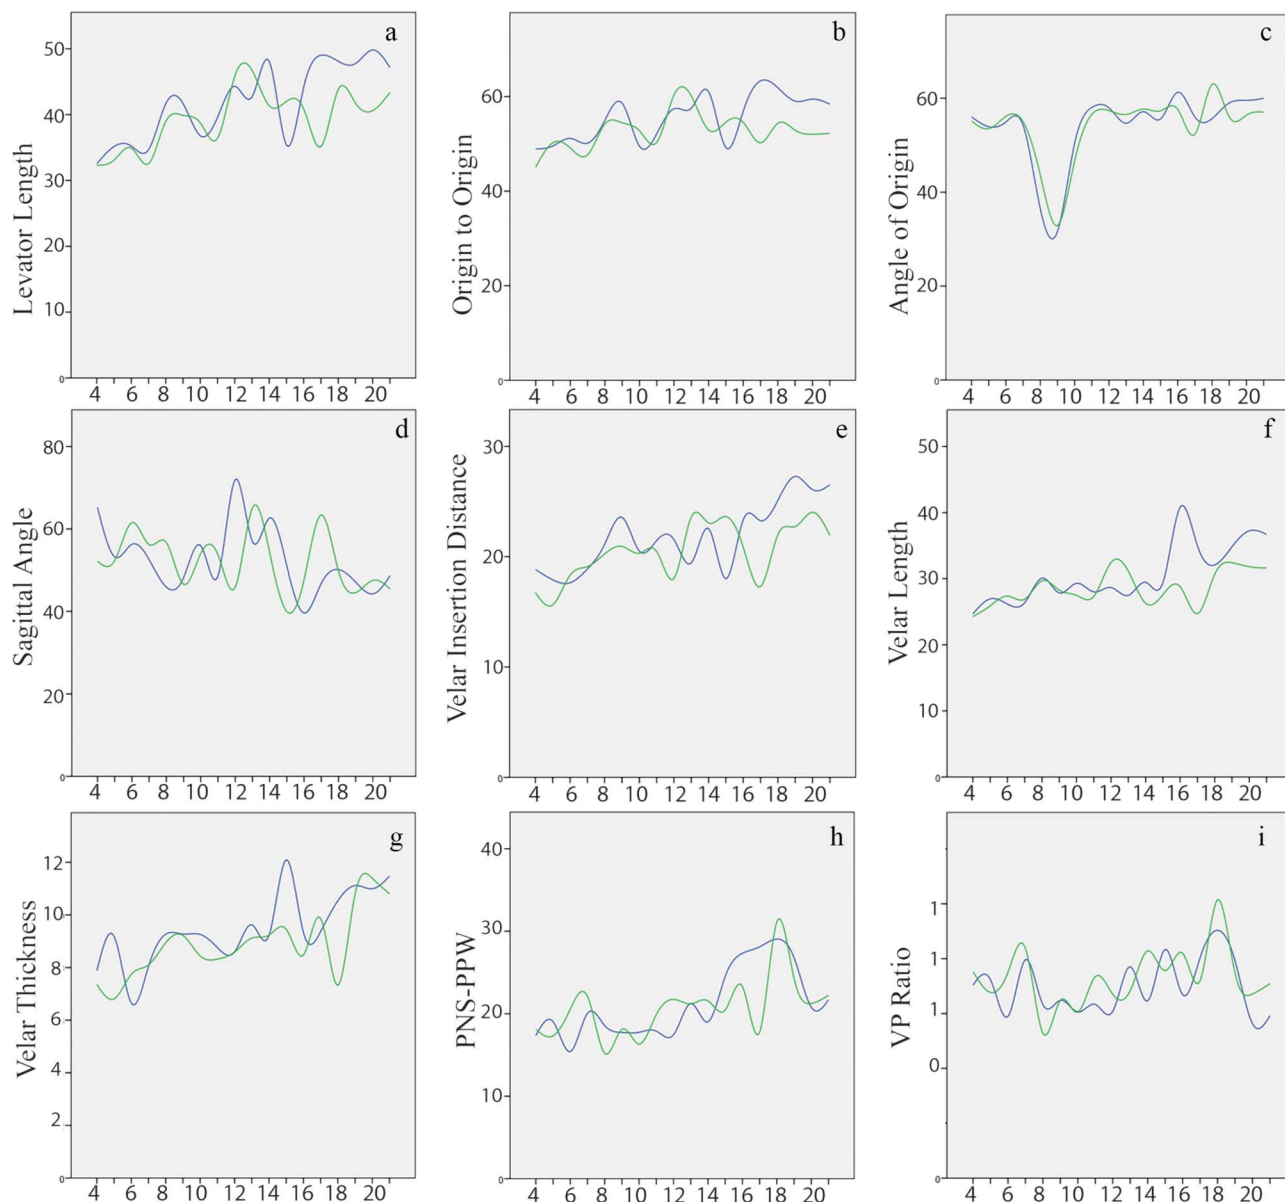 a
Levator Length
50
40
30
20
10
0
4 6 8 10 12 14 16 18 20
b
Origin to Origin
60
40
20
0
4 6 8 10 12 14 16 18 20
c
Angle of Origin
60
40
20
0
4 6 8 10 12 14 16 18 20
d
Sagittal Angle
80
60
40
20
0
4 6 8 10 12 14 16 18 20
e
Velar Insertion Distance
30
20
10
0
4 6 8 10 12 14 16 18 20
f
Velar Length
50
40
30
20
10
0
4 6 8 10 12 14 16 18 20
g
Velar Thickness
12
10
8
6
4
2
0
4 6 8 10 12 14 16 18 20
h
PNS-PPW
40
30
20
10
0
4 6 8 10 12 14 16 18 20
i
VP Ratio
1
1
1
0
0
4 6 8 10 12 14 16 18 20